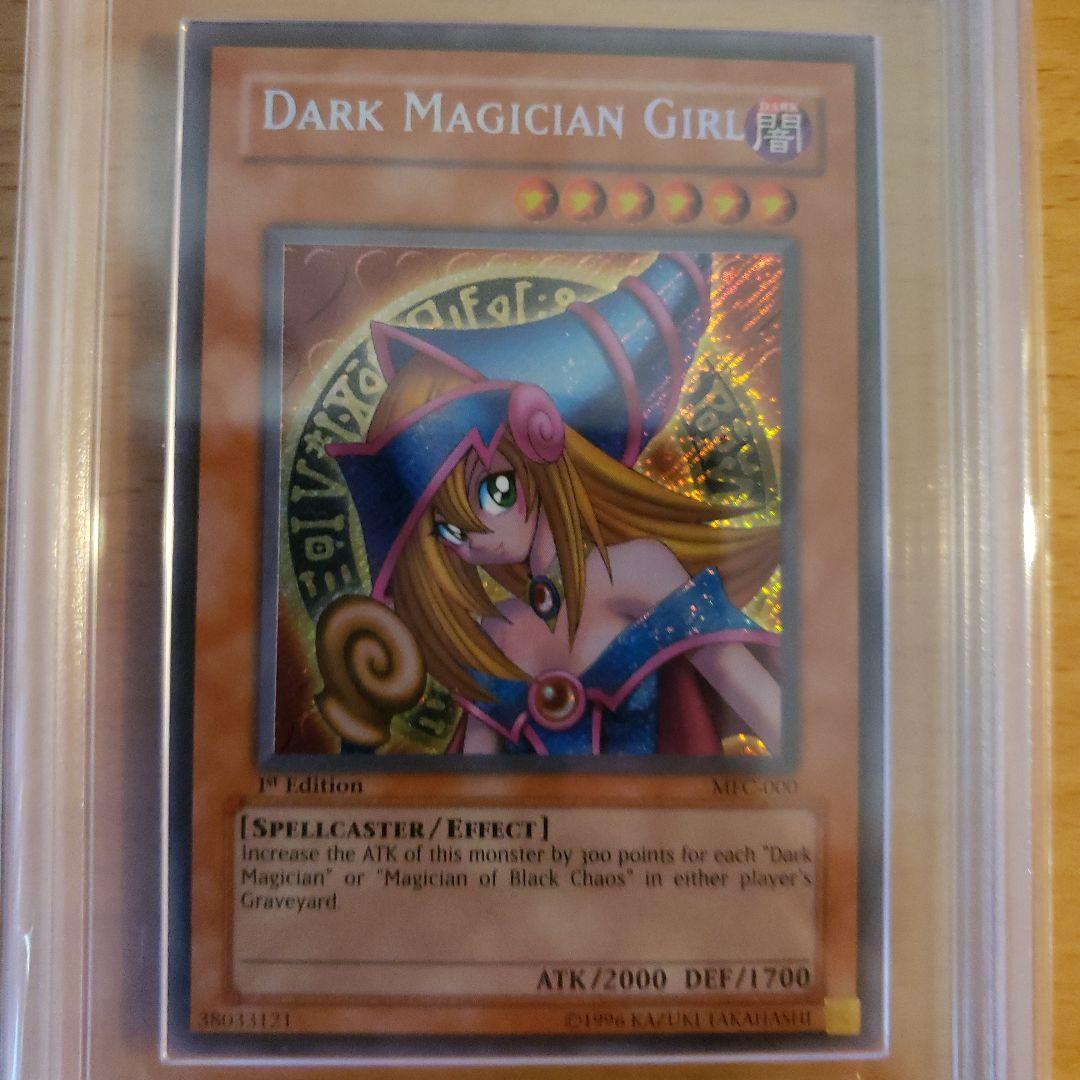 DARK MAGICIAN GIRL
DARK
闇
1st Edition
MFC-000
[SPELLCASTER/EFFECT]
Increase the ATK of this monster by 300 points for each "Dark
Magician" or "Magician of Black Chaos" in either player's
Graveyard.
ATK/2000 DEF/1700
38033121
©1996 KAZUKI TAKAHASHI